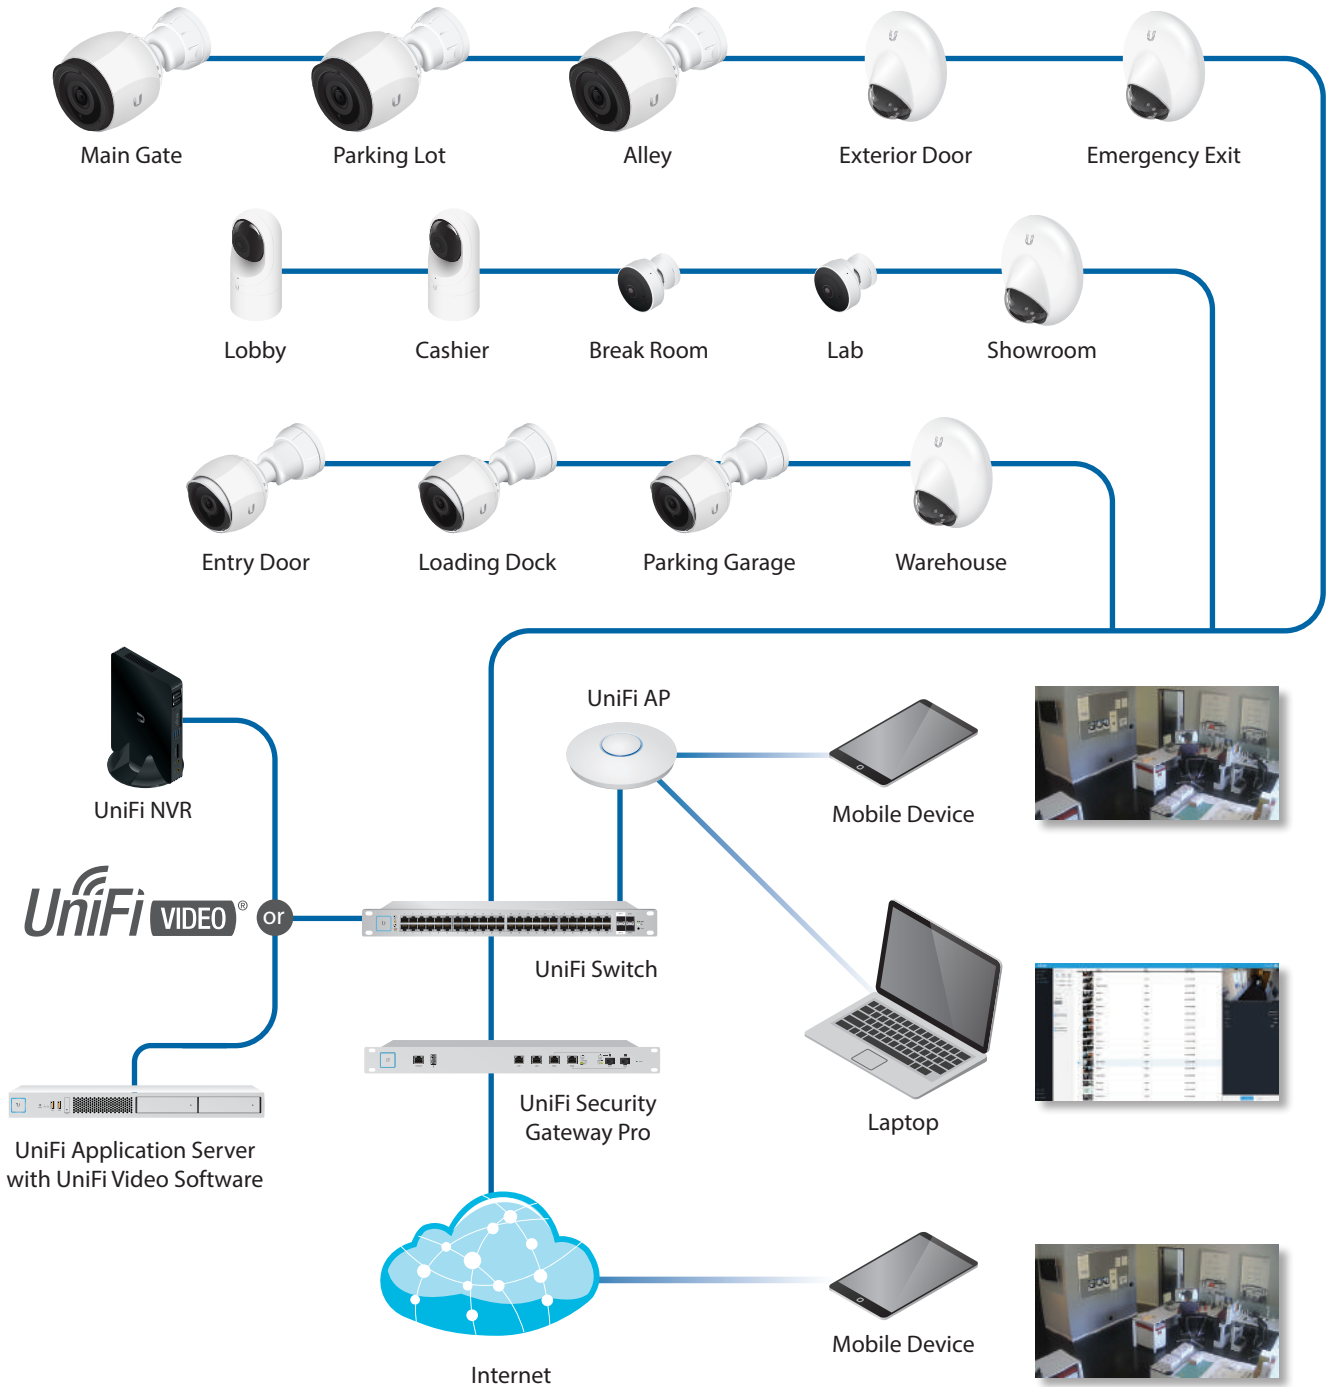 Main Gate
Parking Lot
Alley
Exterior Door
Emergency Exit
Lobby
Cashier
Break Room
Lab
Showroom
Entry Door
Loading Dock
Parking Garage
Warehouse
UniFi AP
UniFi NVR
Mobile Device
UniFi VIDEO®
or
UniFi Switch
UniFi Security
Gateway Pro
Laptop
UniFi Application Server
with UniFi Video Software
Internet
Mobile Device